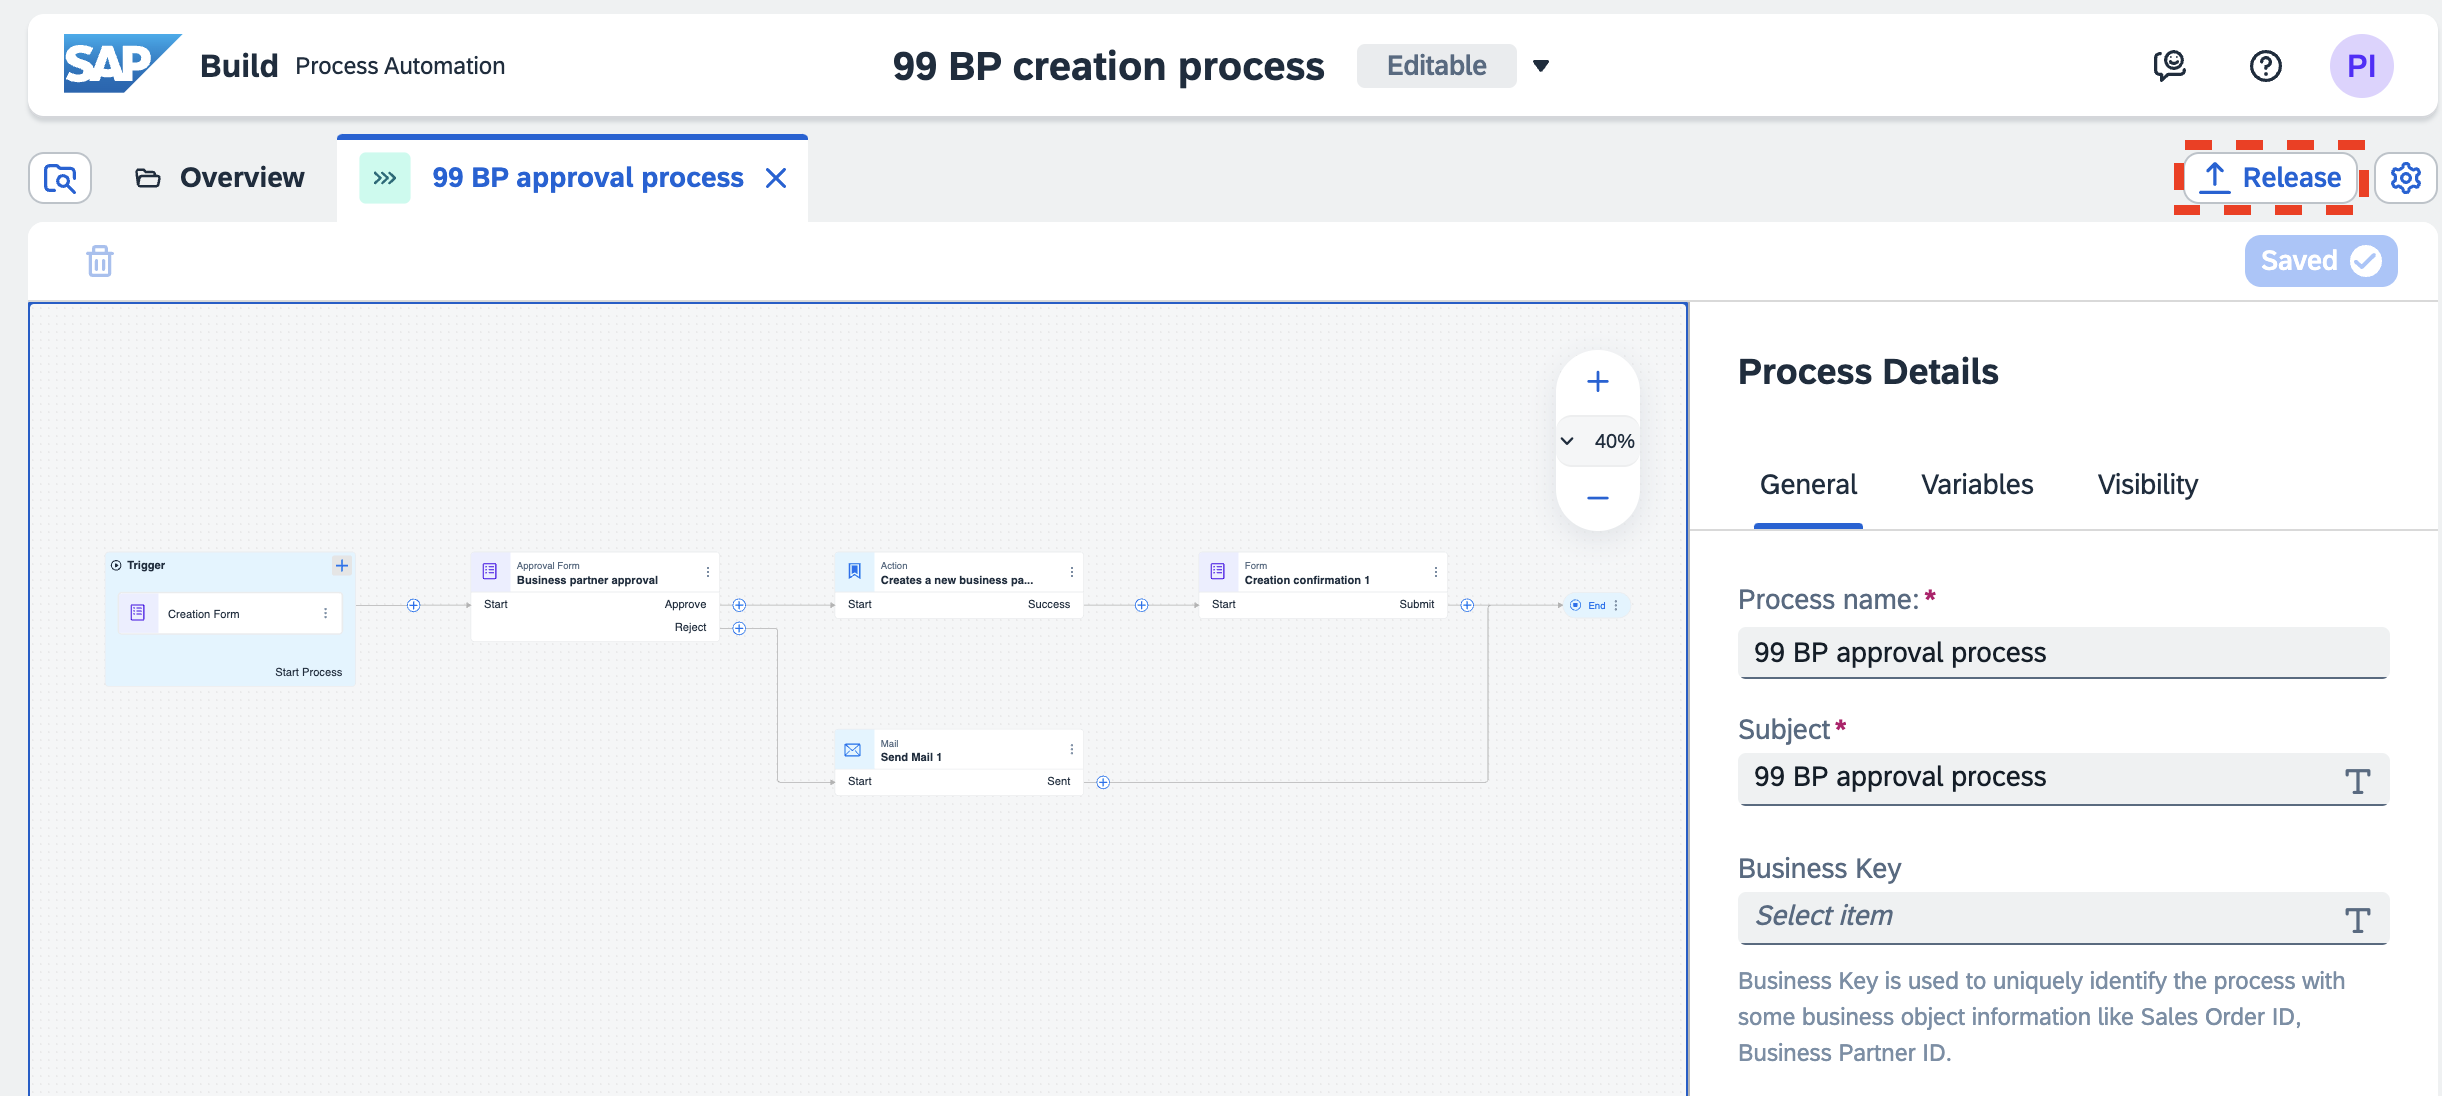 SAP Build Process Automation
99 BP creation process Editable
PI
Overview
99 BP approval process
Release
Saved
40%
Trigger
Creation Form
Start Process
Approval Form
Business partner approval
Start Approve
Reject
Action
Creates a new business pa...
Start Success
Form
Creation confirmation 1
Start Submit
End
Mail
Send Mail 1
Start Sent
Process Details
General Variables Visibility
Process name:*
99 BP approval process
Subject*
99 BP approval process
Business Key
Select item
Business Key is used to uniquely identify the process with
some business object information like Sales Order ID,
Business Partner ID.